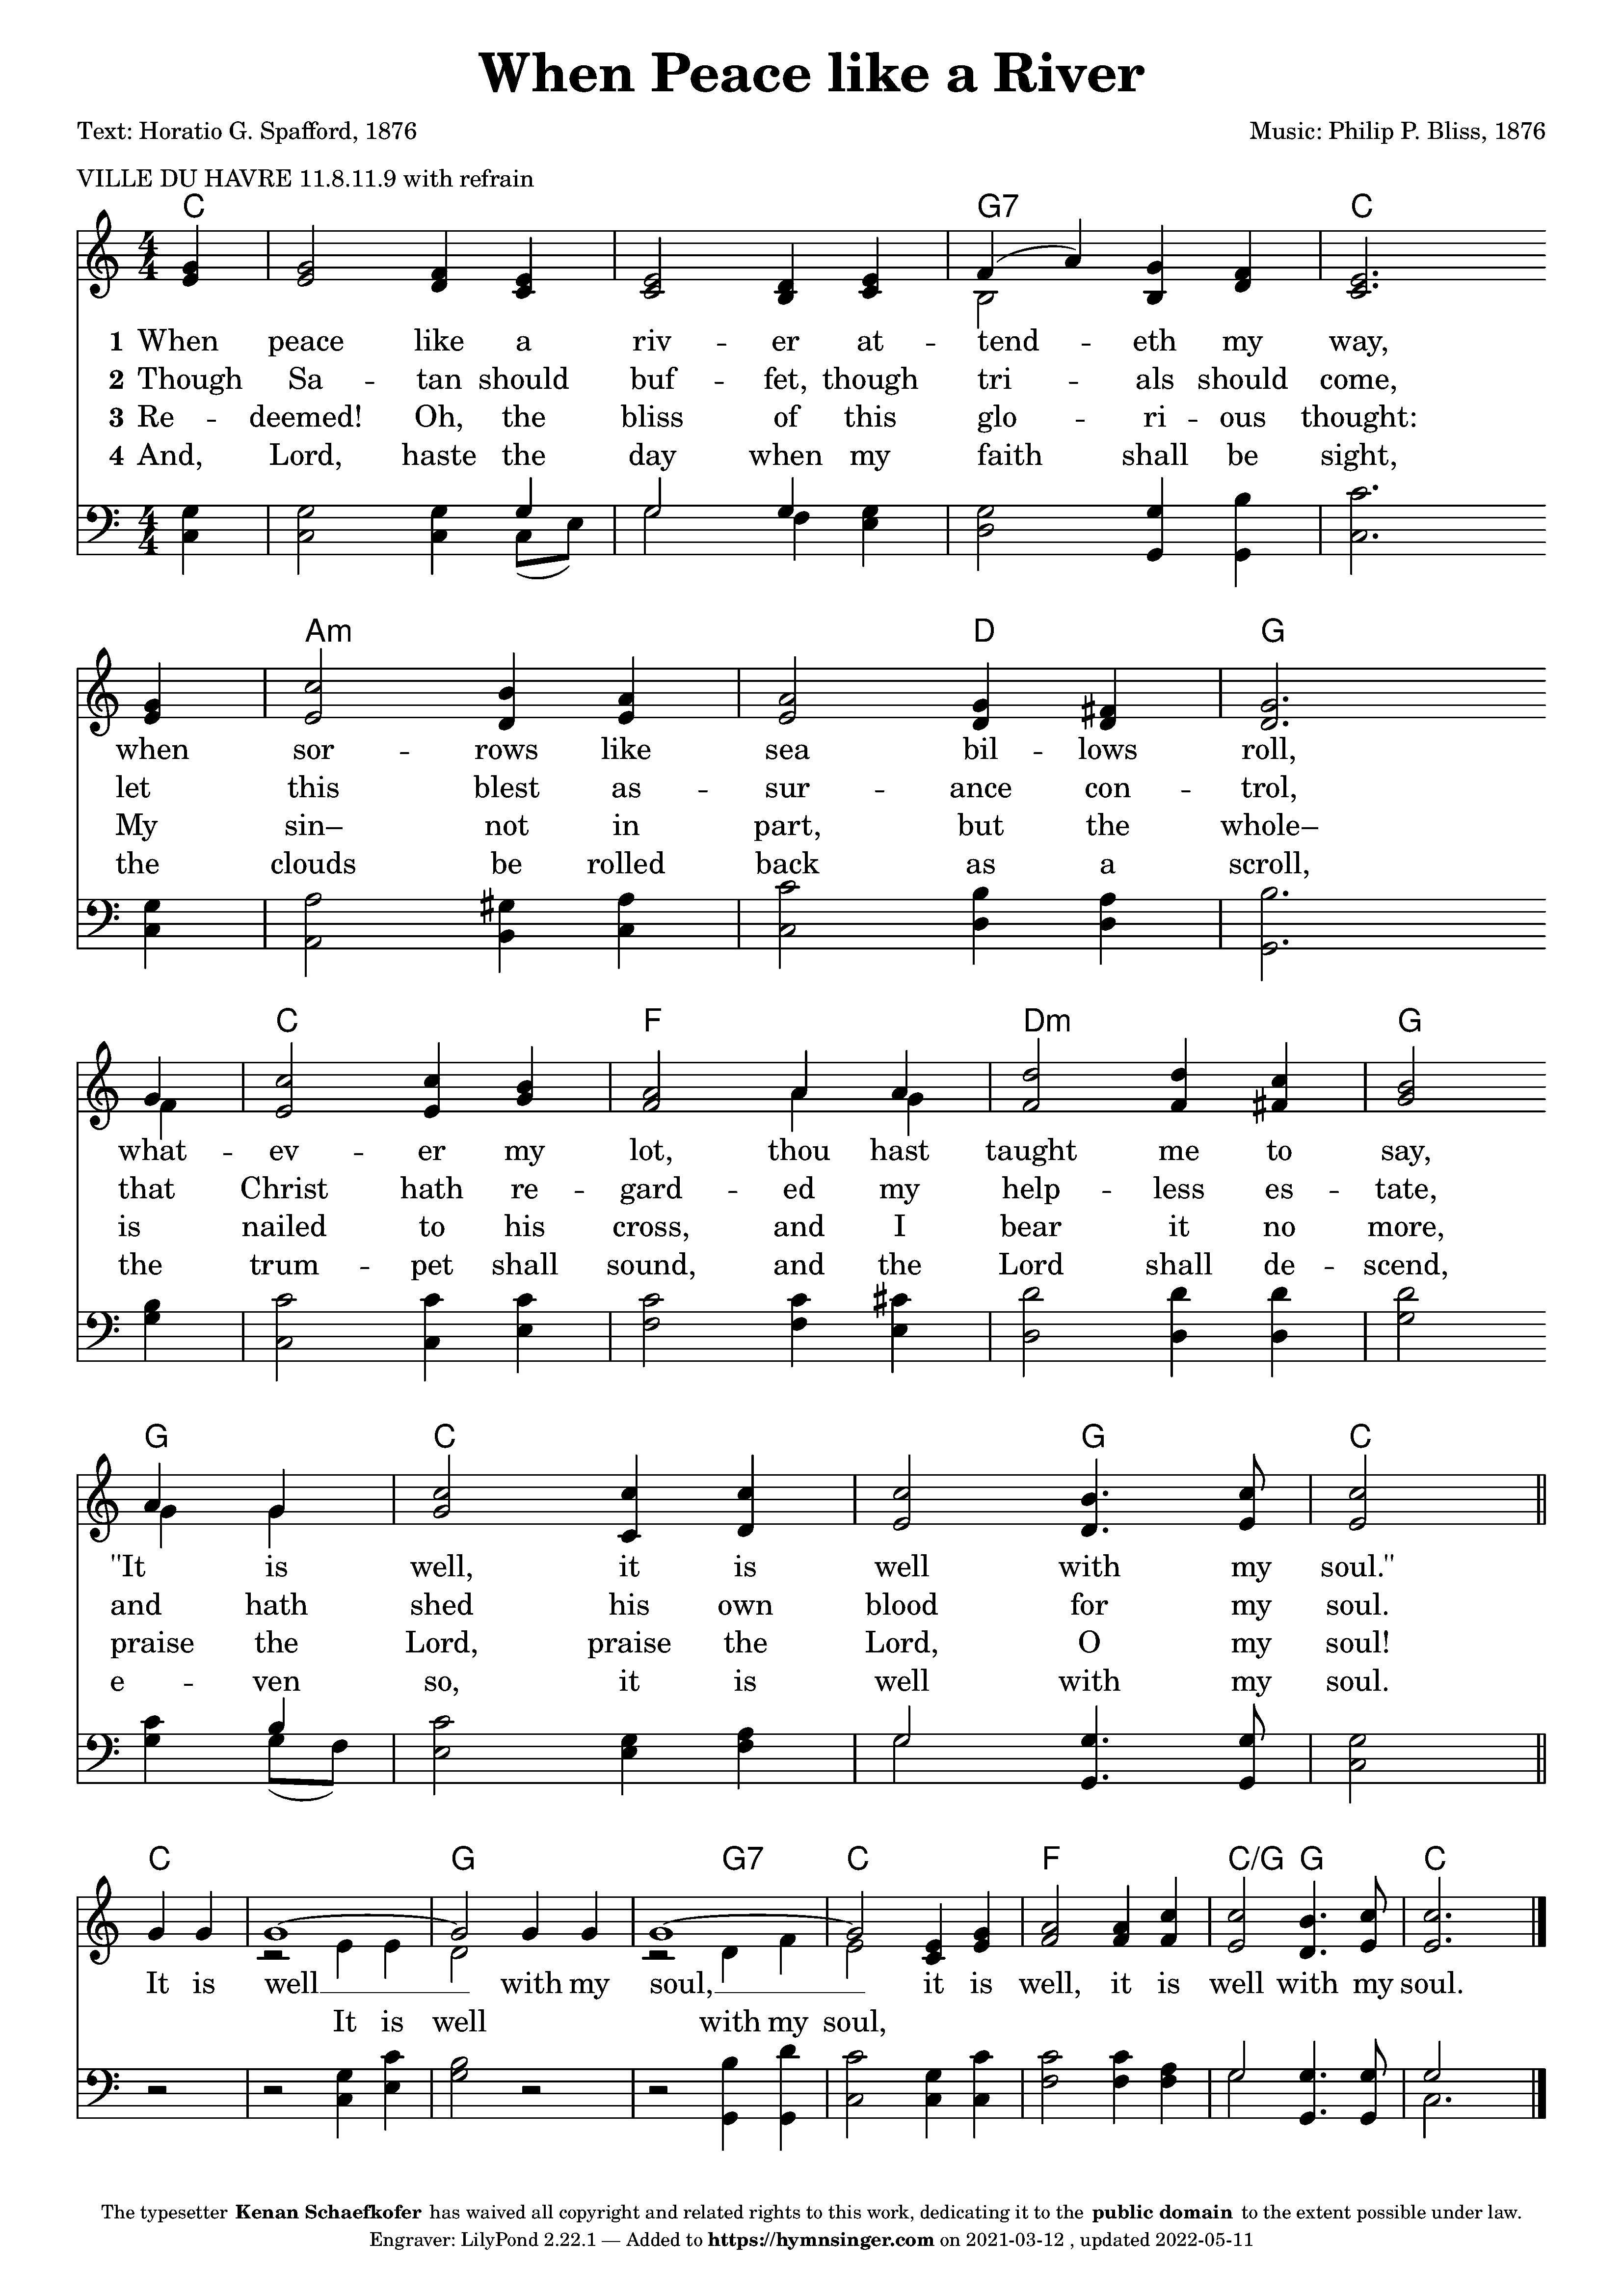 When Peace like a River
Text: Horatio G. Spafford, 1876
Music: Philip P. Bliss, 1876
VILLE DU HAVRE 11.8.11.9 with refrain
C G7 C
4
4
1 When peace like a riv -- er at -- tend -- eth my way,
2 Though Sa -- tan should buf -- fet, though tri -- als should come,
3 Re -- deemed! Oh, the bliss of this glo -- ri -- ous thought:
4 And, Lord, haste the day when my faith shall be sight,
4
4
Am D G
when sor -- rows like sea bil -- lows roll,
let this blest as -- sur -- ance con -- trol,
My sin– not in part, but the whole–
the clouds be rolled back as a scroll,
C F Dm G
what -- ev -- er my lot, thou hast taught me to say,
that Christ hath re -- gard -- ed my help -- less es -- tate,
is nailed to his cross, and I bear it no more,
the trum -- pet shall sound, and the Lord shall de -- scend,
G C G C
"It is well, it is well with my soul."
and hath shed his own blood for my soul.
praise the Lord, praise the Lord, O my soul!
e -- ven so, it is well with my soul.
C G G7 C F C/G G C
It is well __ with my soul, __ it is well, it is well with my soul.
It is well with my soul,
The typesetter Kenan Schaefkofer has waived all copyright and related rights to this work, dedicating it to the public domain to the extent possible under law.
Engraver: LilyPond 2.22.1 — Added to https://hymnsinger.com on 2021-03-12 , updated 2022-05-11